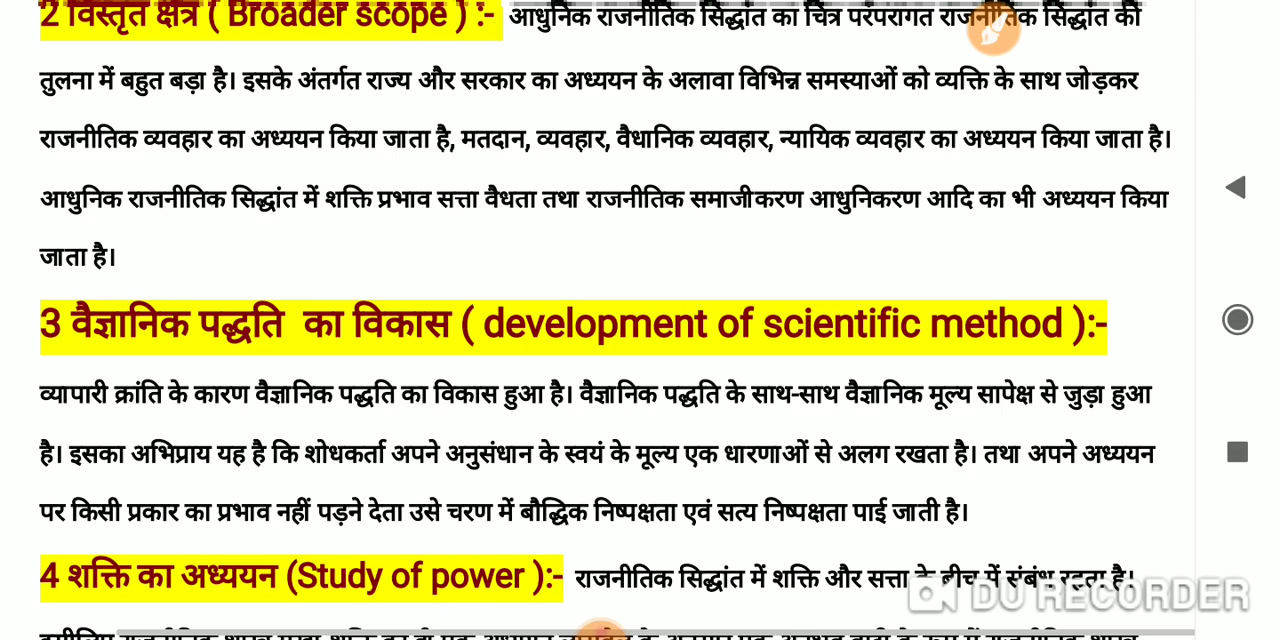 2 विस्तृत क्षेत्र ( Broader scope ) :- आधुनिक राजनीतिक सिद्धांत का चित्र परंपरागत राजनीतिक सिद्धांत की
तुलना में बहुत बड़ा है। इसके अंतर्गत राज्य और सरकार का अध्ययन के अलावा विभिन्न समस्याओं को व्यक्ति के साथ जोड़कर
राजनीतिक व्यवहार का अध्ययन किया जाता है, मतदान, व्यवहार, वैधानिक व्यवहार, न्यायिक व्यवहार का अध्ययन किया जाता है।
आधुनिक राजनीतिक सिद्धांत में शक्ति प्रभाव सत्ता वैधता तथा राजनीतिक समाजीकरण आधुनिकरण आदि का भी अध्ययन किया
जाता है।
3 वैज्ञानिक पद्धति का विकास ( development of scientific method ):-
व्यापारी क्रांति के कारण वैज्ञानिक पद्धति का विकास हुआ है। वैज्ञानिक पद्धति के साथ-साथ वैज्ञानिक मूल्य सापेक्ष से जुड़ा हुआ
है। इसका अभिप्राय यह है कि शोधकर्ता अपने अनुसंधान के स्वयं के मूल्य एक धारणाओं से अलग रखता है। तथा अपने अध्ययन
पर किसी प्रकार का प्रभाव नहीं पड़ने देता उसे चरण में बौद्धिक निष्पक्षता एवं सत्य निष्पक्षता पाई जाती है।
4 शक्ति का अध्ययन (Study of power ):- राजनीतिक सिद्धांत में शक्ति और सत्ता के बीच में संबंध रहता है।
DU RECORDER